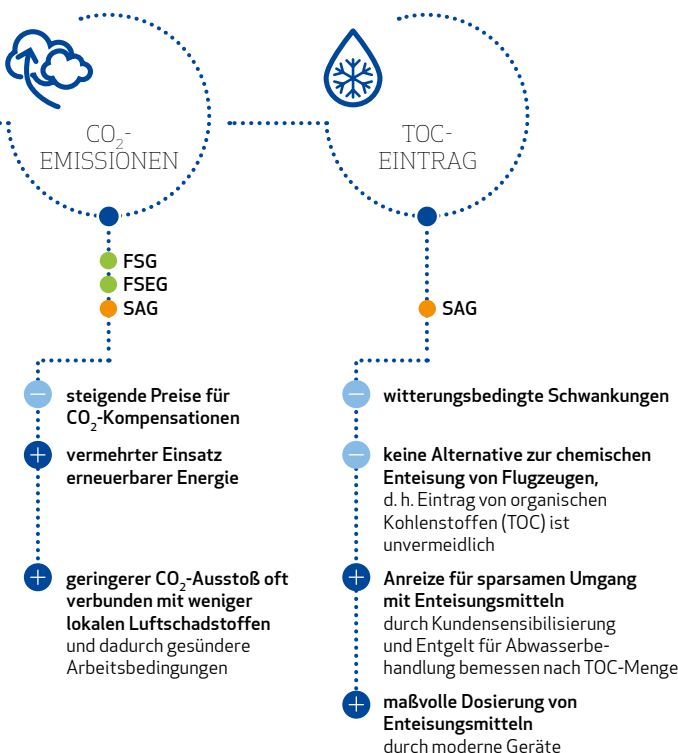 CO₂-
EMISSIONEN
FSG
FSEG
SAG
steigende Preise für
CO₂-Kompensationen
vermehrter Einsatz
erneuerbarer Energie
geringerer CO₂-Ausstoß oft
verbunden mit weniger
lokalen Luftschadstoffen
und dadurch gesündere
Arbeitsbedingungen
TOC-
EINTRAG
SAG
witterungsbedingte Schwankungen
keine Alternative zur chemischen
Enteisung von Flugzeugen,
d. h. Eintrag von organischen
Kohlenstoffen (TOC) ist
unvermeidlich
Anreize für sparsamen Umgang
mit Enteisungsmitteln
durch Kundensensibilisierung
und Entgelt für Abwasserbe-
handlung bemessen nach TOC-Menge
maßvolle Dosierung von
Enteisungsmitteln
durch moderne Geräte